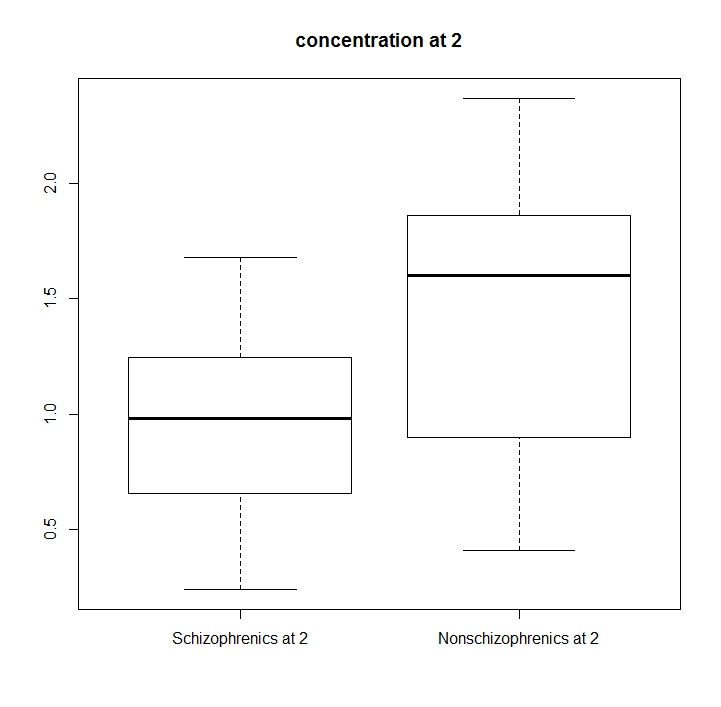 concentration at 2
2.0
1.5
1.0
0.5
Schizophrenics at 2
Nonschizophrenics at 2